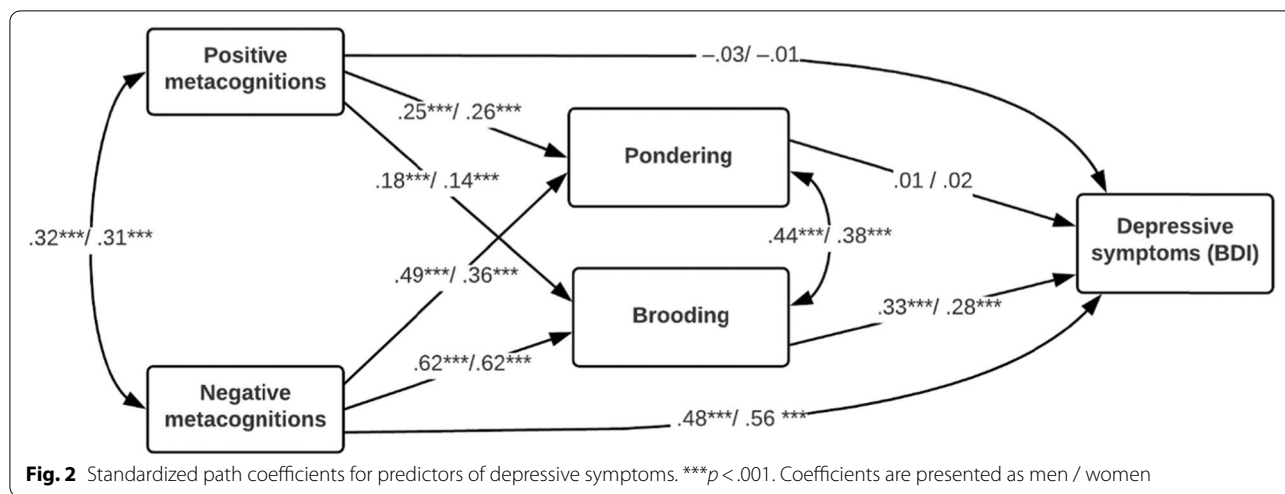 Positive
metacognitions
–.03/ –.01
.25***/ .26***
Pondering
.18***/ .14***
.01 / .02
Depressive
symptoms (BDI)
.32***/ .31***
.44***/ .38***
.49***/ .36***
Brooding
.33***/ .28***
.62***/.62***
Negative
metacognitions
.48***/ .56 ***
Fig. 2 Standardized path coefficients for predictors of depressive symptoms. ***p < .001. Coefficients are presented as men / women